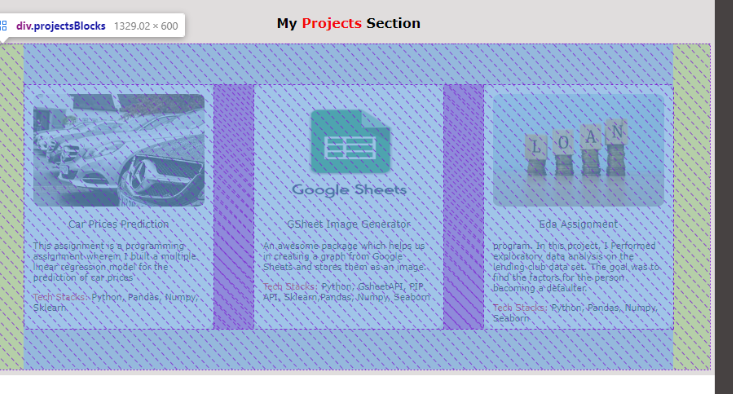 My Projects Section
div.projectsBlocks 1329.02 × 600
LOAN
Google Sheets
Car Prices Prediction
This assignment is a programming
assignment wherein I built a multiple
linear regression model for the
prediction of car prices
Tech Stacks: Python, Pandas, Numpy,
Sklearn
GSheet Image Generator
An awesome package which helps us
in creating a graph from Google
Sheets and stores them as an image.
Tech Stacks: Python, GsheetAPI, PIP
API, Sklearn,Pandas, Numpy, Seaborn
Eda Assignment
program. In this project, I Performed
exploratory data analysis on the
lending club data set. The goal was to
find the factors for the person
becoming a defaulter.
Tech Stacks: Python, Pandas, Numpy,
Seaborn